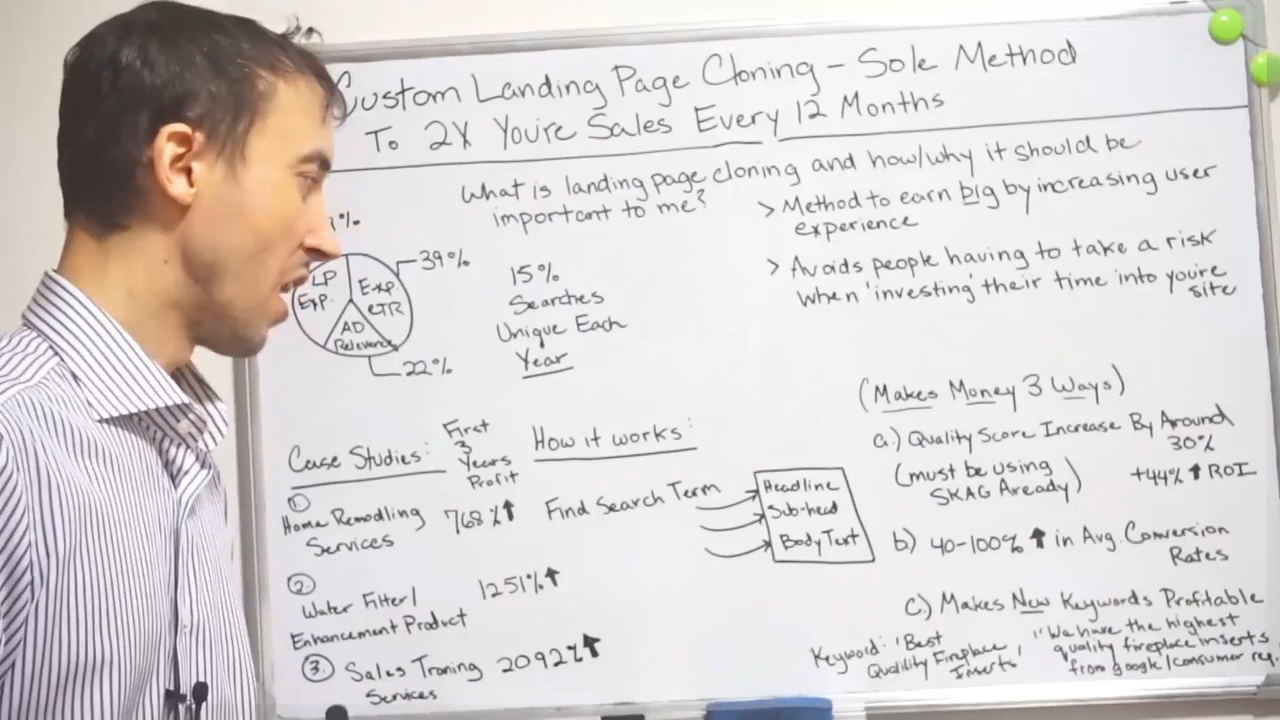 Custom Landing Page Cloning - Sole Method
To 2X You're Sales Every 12 Months
What is landing page cloning and how/why it should be
important to me?
> Method to earn big by increasing user
experience
> Avoids people having to take a risk
when 'investing' their time into you're
site
%
39%
LP
Exp.
Exp.
CTR
AD
Relevance
22%
15%
Searches
Unique Each
Year
Case Studies:
First
3
Years
Profit
① 
Home Remodling
Services
768%↑
②
Water Filter/
Enhancement Product
1251%↑
③. Sales Traning
Services
2092%↑
How it works:
Find Search Term
Headline
Sub-head
Body Text
(Makes Money 3 Ways)
a.) Quality Score Increase By Around
30%
(must be using
SKAG Aready)
+44% ↑ ROI
b) 40-100% ↑ in Avg. Conversion
Rates
c.) Makes New Keywords Profitable
Keyword: 'Best
Qualility Fireplace
Inserts'
"We have the highest
quality fireplace inserts
from google/consumer rep.